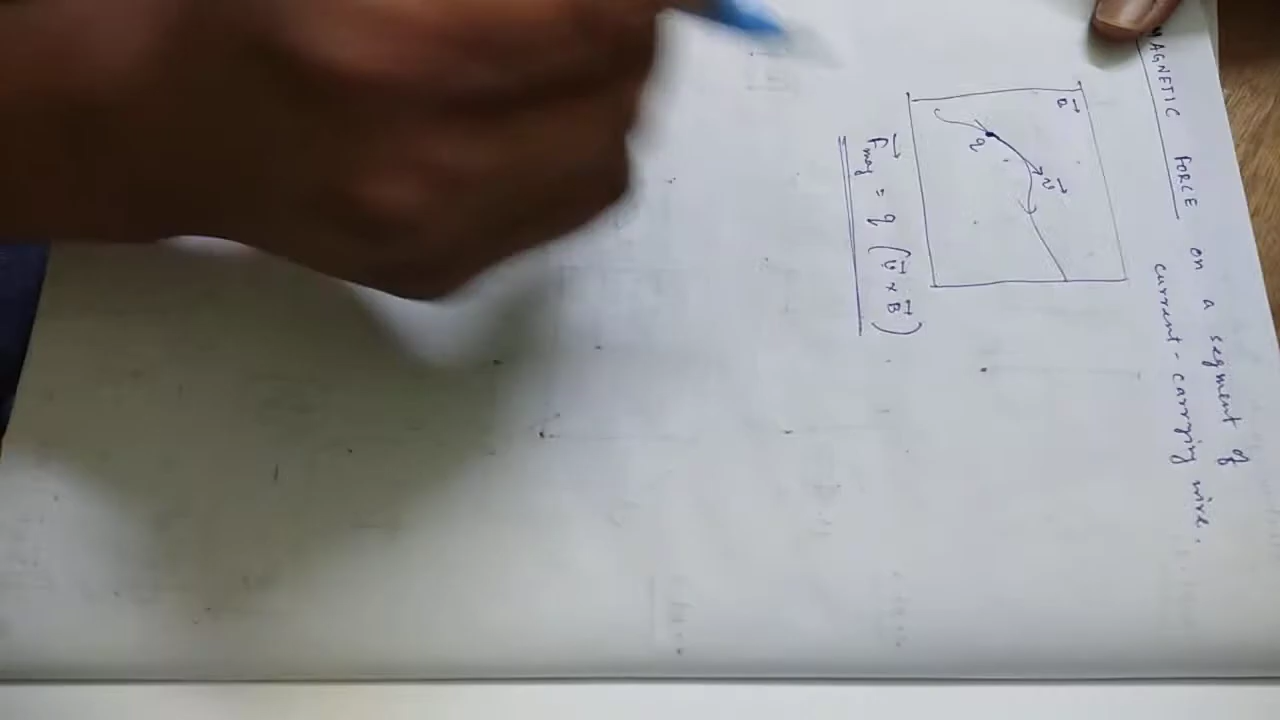 MAGNETIC FORCE on a segment of
current-carrying wire.
B⃗
q
v⃗
F⃗mag = q (v⃗ × B⃗)